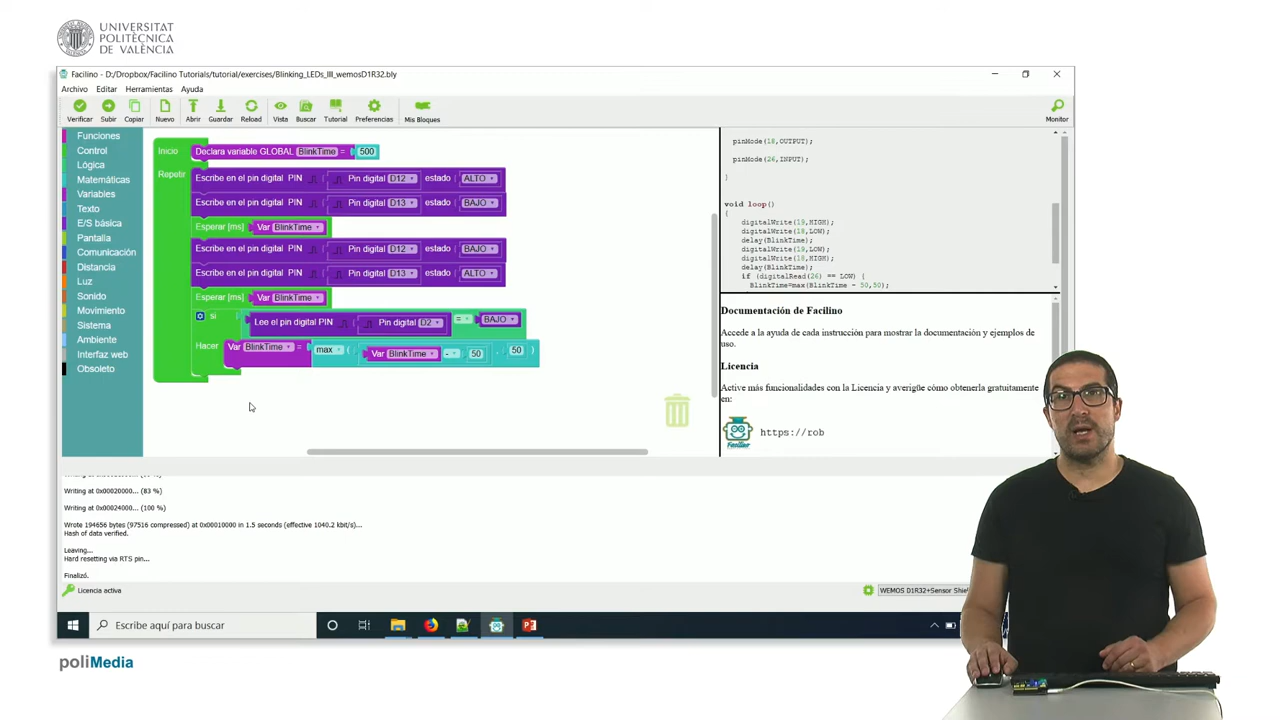 UNIVERSITAT
POLITÈCNICA
DE VALÈNCIA
Facilino - D:/Dropbox/Facilino Tutorials/tutorial/exercises/Blinking_LEDs_III_wemosD1R32.bly
Archivo Editar Herramientas Ayuda
Verificar Subir Copiar Nuevo Abrir Guardar Reload Vista Buscar Tutorial Preferencias Mis Bloques Monitor
Funciones
Control
Lógica
Matemáticas
Variables
Texto
E/S básica
Pantalla
Comunicación
Distancia
Luz
Sonido
Movimiento
Sistema
Ambiente
Interfaz web
Obsoleto
Inicio Declara variable GLOBAL BlinkTime = 500
Repetir Escribe en el pin digital PIN Pin digital D12 estado ALTO
Escribe en el pin digital PIN Pin digital D13 estado BAJO
Esperar [ms] Var BlinkTime
Escribe en el pin digital PIN Pin digital D12 estado BAJO
Escribe en el pin digital PIN Pin digital D13 estado ALTO
Esperar [ms] Var BlinkTime
si Lee el pin digital PIN Pin digital D2 = BAJO
Hacer Var BlinkTime = max ( Var BlinkTime - 50 , 50 )
pinMode(18,OUTPUT);
pinMode(26,INPUT);
}
void loop()
{
digitalWrite(19,HIGH);
digitalWrite(18,LOW);
delay(BlinkTime);
digitalWrite(19,LOW);
digitalWrite(18,HIGH);
delay(BlinkTime);
if (digitalRead(26) == LOW) {
BlinkTime=max(BlinkTime - 50,50);
Documentación de Facilino
Accede a la ayuda de cada instrucción para mostrar la documentación y ejemplos de
uso.
Licencia
Active más funcionalidades con la Licencia y averigüe cómo obtenerla gratuitamente
en:
Facilino
https://rob
Writing at 0x00020000... (83 %)
Writing at 0x00024000... (100 %)
Wrote 194656 bytes (97516 compressed) at 0x00010000 in 1.5 seconds (effective 1040.2 kbit/s)...
Hash of data verified.
Leaving...
Hard resetting via RTS pin...
Finalizó.
Licencia activa
WEMOS D1R32+Sensor Shie
Escribe aquí para buscar
poliMedia